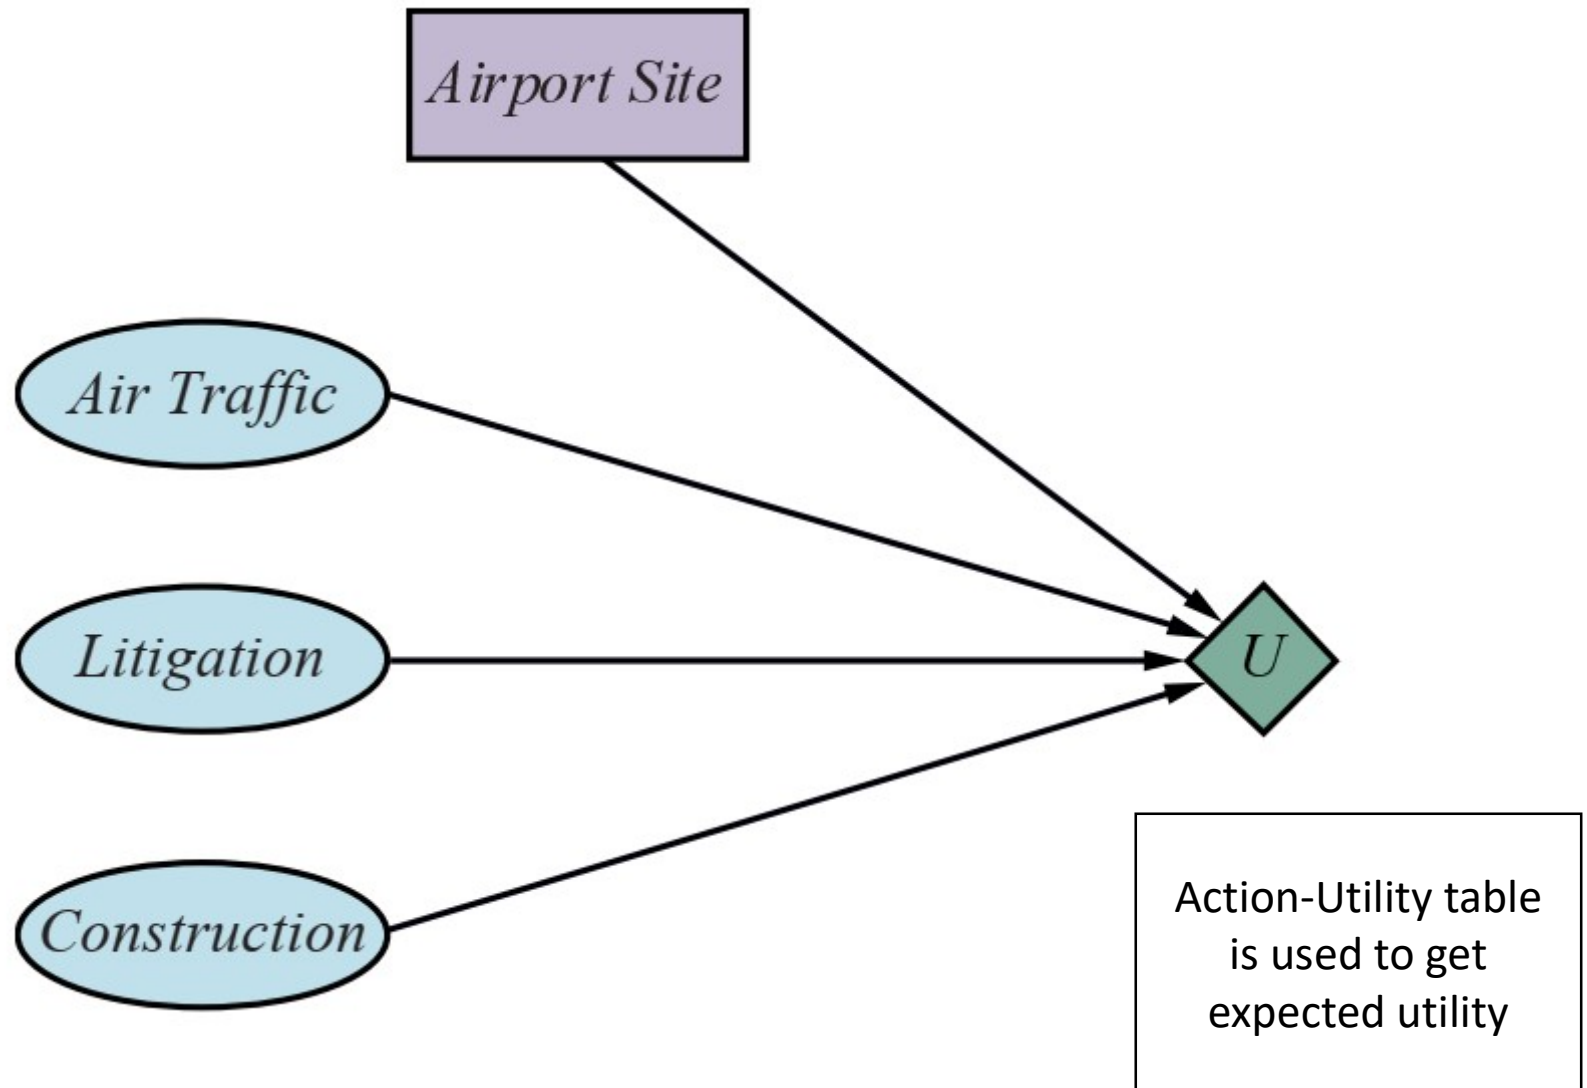 Airport Site
Air Traffic
Litigation
U
Construction
Action-Utility table
is used to get
expected utility